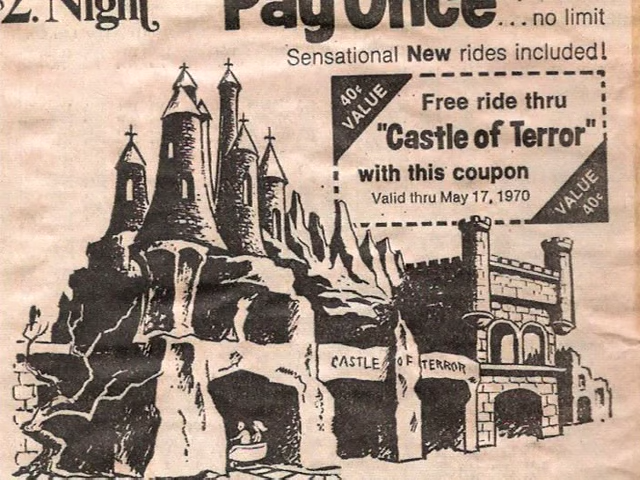 $2. Night
Pay Once
...no limit
Sensational New rides included!
40¢
VALUE
Free ride thru
"Castle of Terror"
with this coupon
Valid thru May 17, 1970
VALUE
40¢
CASTLE OF TERROR